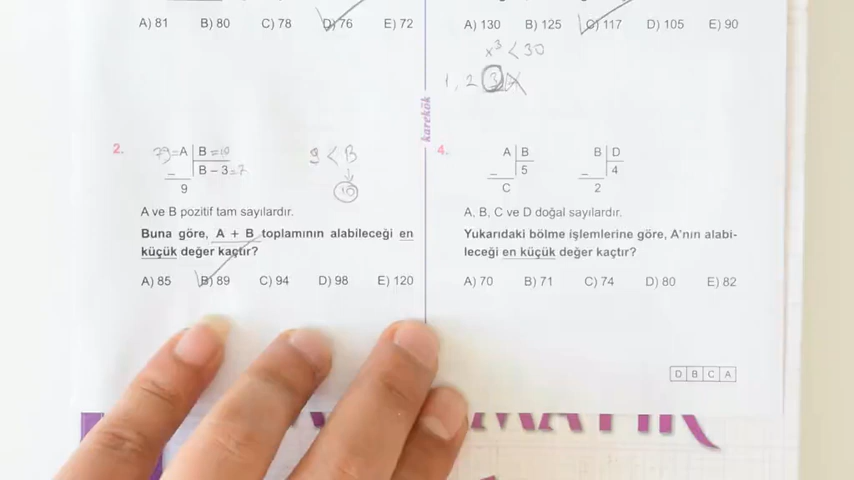 A) 81 B) 80 C) 78 D) 76 E) 72
2.
79=A B=10
B – 3=7
–
9
9 < B
10
A ve B pozitif tam sayılardır.
Buna göre, A + B toplamının alabileceği en
küçük değer kaçtır?
A) 85 B) 89 C) 94 D) 98 E) 120
karekök
A) 130 B) 125 C) 117 D) 105 E) 90
x³ < 30
1, 2 3
4.
A B
5
–
C
B D
4
–
2
A, B, C ve D doğal sayılardır.
Yukarıdaki bölme işlemlerine göre, A'nın alabi-
leceği en küçük değer kaçtır?
A) 70 B) 71 C) 74 D) 80 E) 82
D B C A